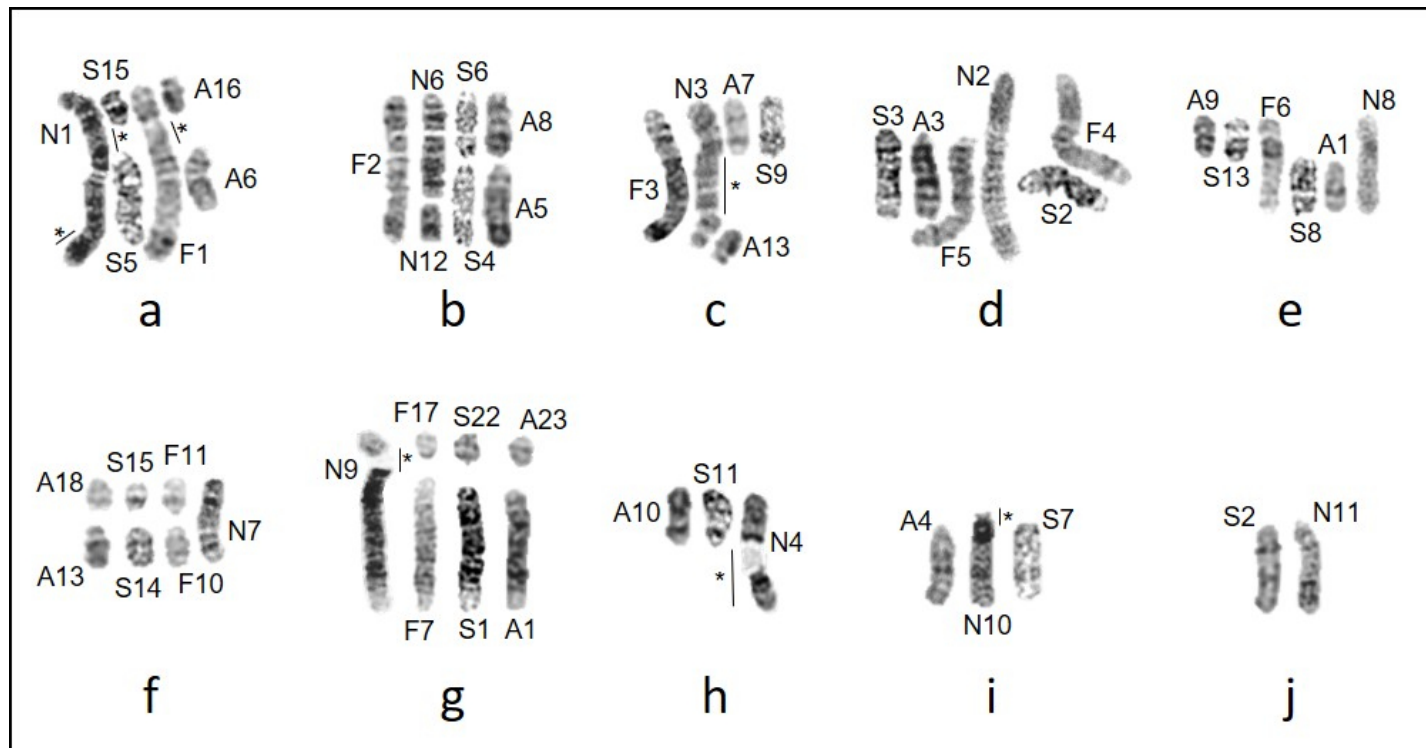 S15 A16
N1 * *
A6
* S5 F1
a
N6 S6
A8
F2
A5
N12 S4
b
N3 A7
F3 * S9
A13
c
N2
S3 A3 F4
S2
F5
d
A9 F6 N8
S13 A1
S8
e
A18 S15 F11
N7
A13 S14 F10
f
F17 S22 A23
N9 *
F7 S1 A1
g
S11
A10 N4
*
h
A4 * S7
N10
i
S2 N11
j